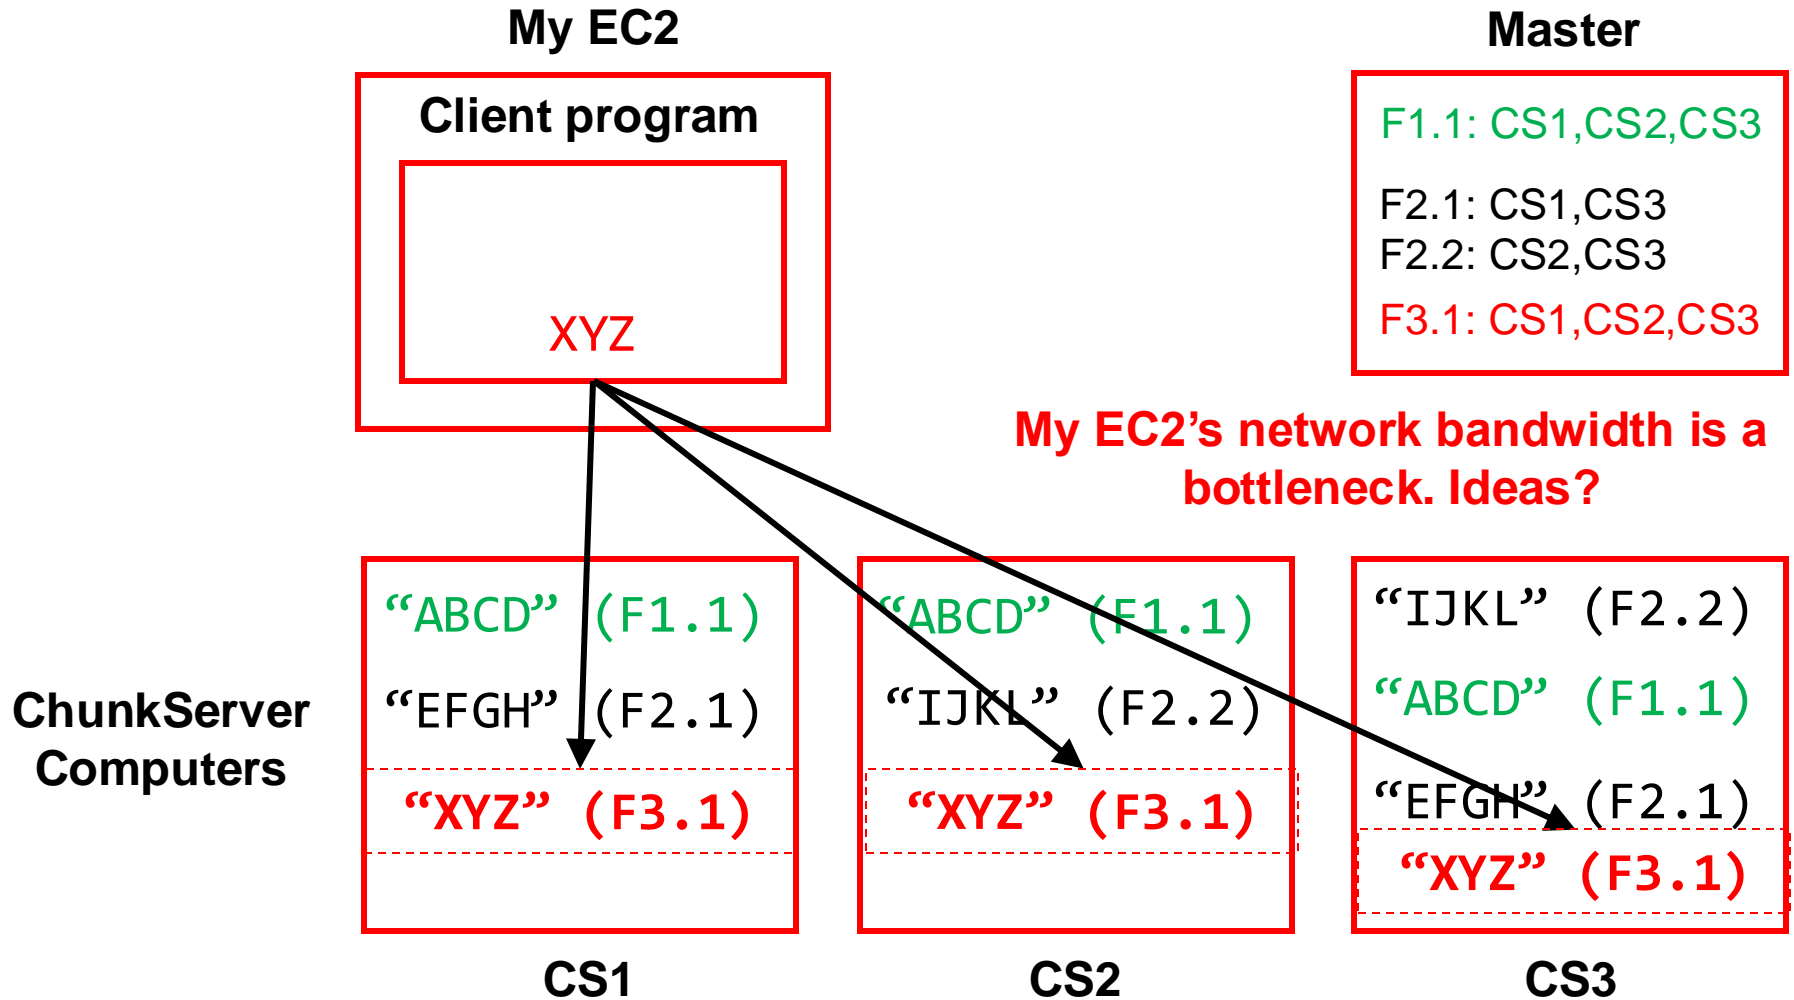 My EC2
Client program
XYZ
Master
F1.1: CS1,CS2,CS3
F2.1: CS1,CS3
F2.2: CS2,CS3
F3.1: CS1,CS2,CS3
My EC2’s network bandwidth is a
bottleneck. Ideas?
ChunkServer
Computers
“ABCD” (F1.1)
“EFGH” (F2.1)
“XYZ” (F3.1)
CS1
“ABCD” (F1.1)
“IJKL” (F2.2)
“XYZ” (F3.1)
CS2
“IJKL” (F2.2)
“ABCD” (F1.1)
“EFGH” (F2.1)
“XYZ” (F3.1)
CS3